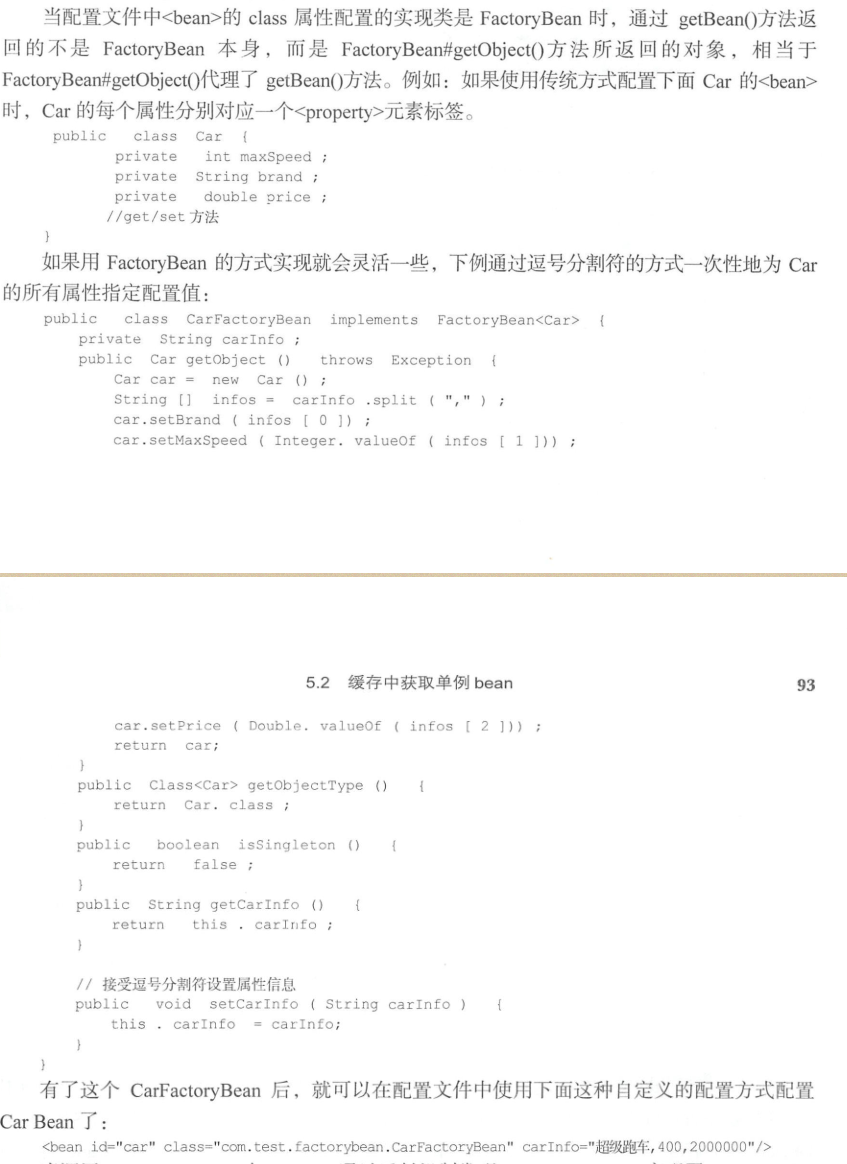 当配置文件中<bean>的 class 属性配置的实现类是 FactoryBean 时，通过 getBean()方法返
回的不是 FactoryBean 本身，而是 FactoryBean#getObject()方法所返回的对象，相当于
FactoryBean#getObject()代理了 getBean()方法。例如：如果使用传统方式配置下面 Car 的<bean>
时，Car 的每个属性分别对应一个<property>元素标签。
public class Car {
private int maxSpeed ;
private String brand ;
private double price ;
//get/set 方法
}
如果用 FactoryBean 的方式实现就会灵活一些，下例通过逗号分割符的方式一次性地为 Car
的所有属性指定配置值：
public class CarFactoryBean implements FactoryBean<Car> {
private String carInfo ;
public Car getObject () throws Exception {
Car car = new Car () ;
String [] infos = carInfo .split ( "," ) ;
car.setBrand ( infos [ 0 ]) ;
car.setMaxSpeed ( Integer. valueOf ( infos [ 1 ])) ;
5.2 缓存中获取单例 bean 93
car.setPrice ( Double. valueOf ( infos [ 2 ])) ;
return car;
}
public Class<Car> getObjectType () {
return Car. class ;
}
public boolean isSingleton () {
return false ;
}
public String getCarInfo () {
return this . carInfo ;
}
// 接受逗号分割符设置属性信息
public void setCarInfo ( String carInfo ) {
this . carInfo = carInfo;
}
}
有了这个 CarFactoryBean 后，就可以在配置文件中使用下面这种自定义的配置方式配置
Car Bean 了：
<bean id="car" class="com.test.factorybean.CarFactoryBean" carInfo="超级跑车,400,2000000"/>